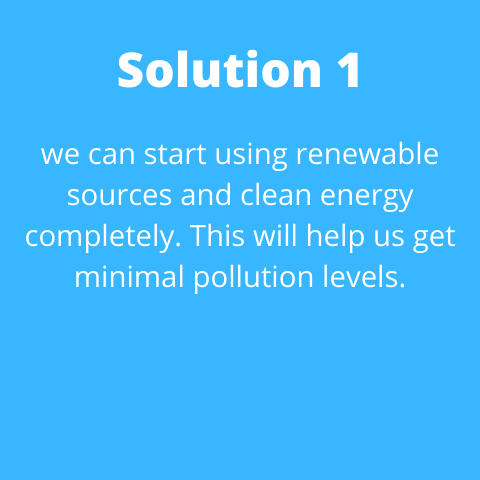 Solution 1
we can start using renewable
sources and clean energy
completely. This will help us get
minimal pollution levels.